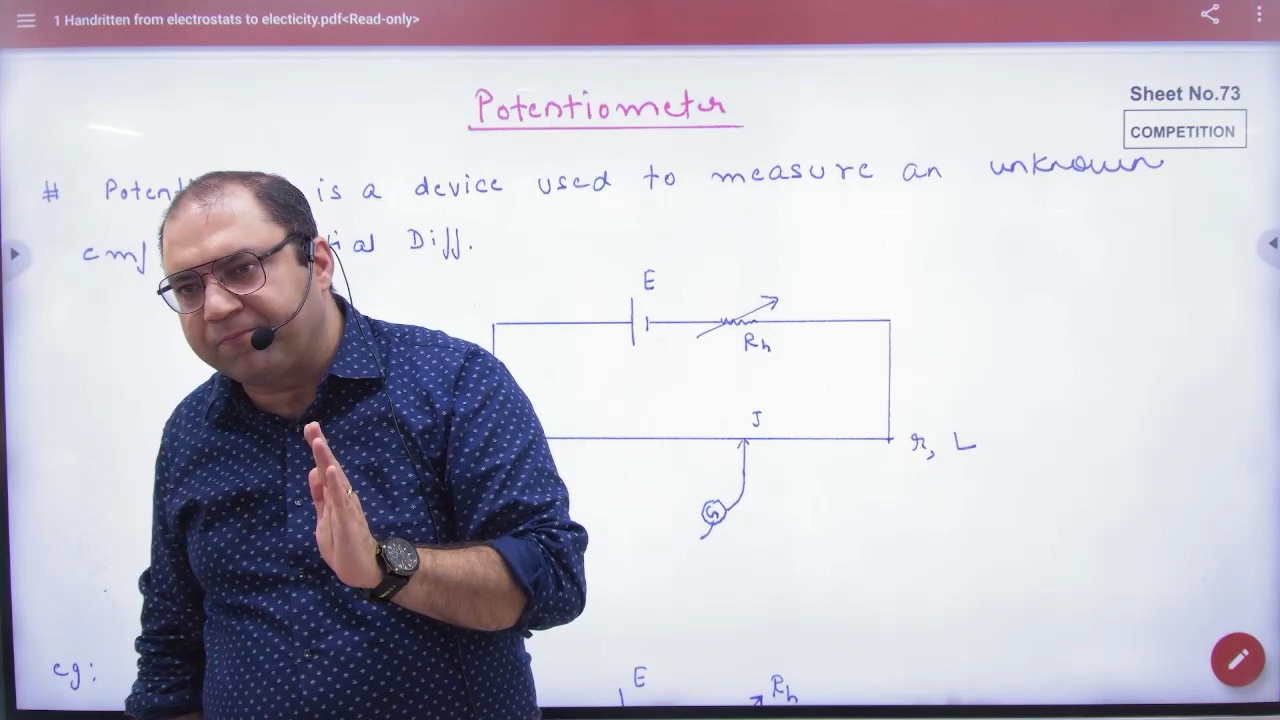 1 Handritten from electrostats to electicity.pdf<Read-only>
Potentiometer
Sheet No.73
COMPETITION
# Potent is a device used to measure an unknown
emf ial Diff.
E
Rh
J
r, L
G
eg:
E
Rh